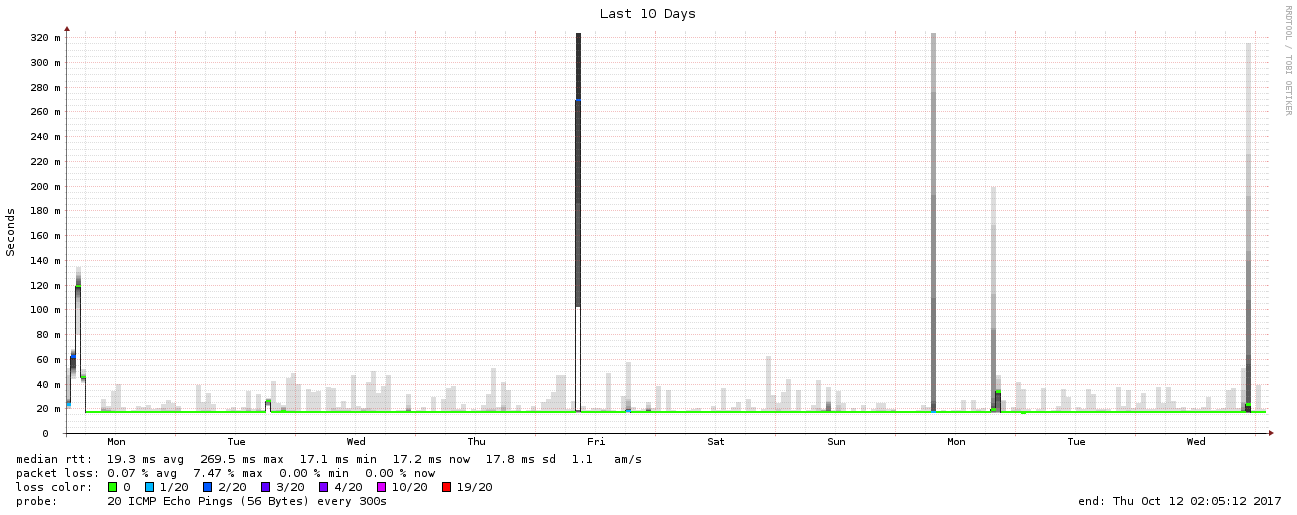 Last 10 Days
RRDTOOL / TOBI OETIKER
Seconds
320 m
300 m
280 m
260 m
240 m
220 m
200 m
180 m
160 m
140 m
120 m
100 m
80 m
60 m
40 m
20 m
0
Mon Tue Wed Thu Fri Sat Sun Mon Tue Wed
median rtt: 19.3 ms avg 269.5 ms max 17.1 ms min 17.2 ms now 17.8 ms sd 1.1 am/s
packet loss: 0.07 % avg 7.47 % max 0.00 % min 0.00 % now
loss color: 0 1/20 2/20 3/20 4/20 10/20 19/20
probe: 20 ICMP Echo Pings (56 Bytes) every 300s end: Thu Oct 12 02:05:12 2017